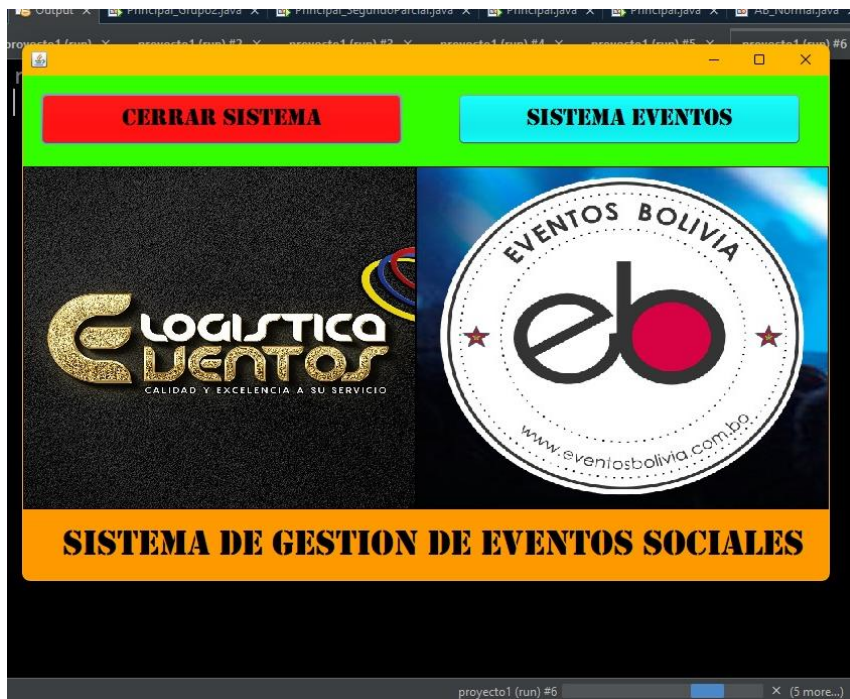 Output × Principal_Grupo2.java × Principal_SegundoParcial.java × Principal.java × Principal.java × AB_Normal.java
proyecto1 (run) × proyecto1 (run) #2 × proyecto1 (run) #3 × proyecto1 (run) #4 × proyecto1 (run) #5 × proyecto1 (run) #6
CERRAR SISTEMA
SISTEMA EVENTOS
LOGISTICA
EVENTOS
CALIDAD Y EXCELENCIA A SU SERVICIO
EVENTOS BOLIVIA
eb
www.eventosbolivia.com.bo
SISTEMA DE GESTION DE EVENTOS SOCIALES
proyecto1 (run) #6 × (5 more...)